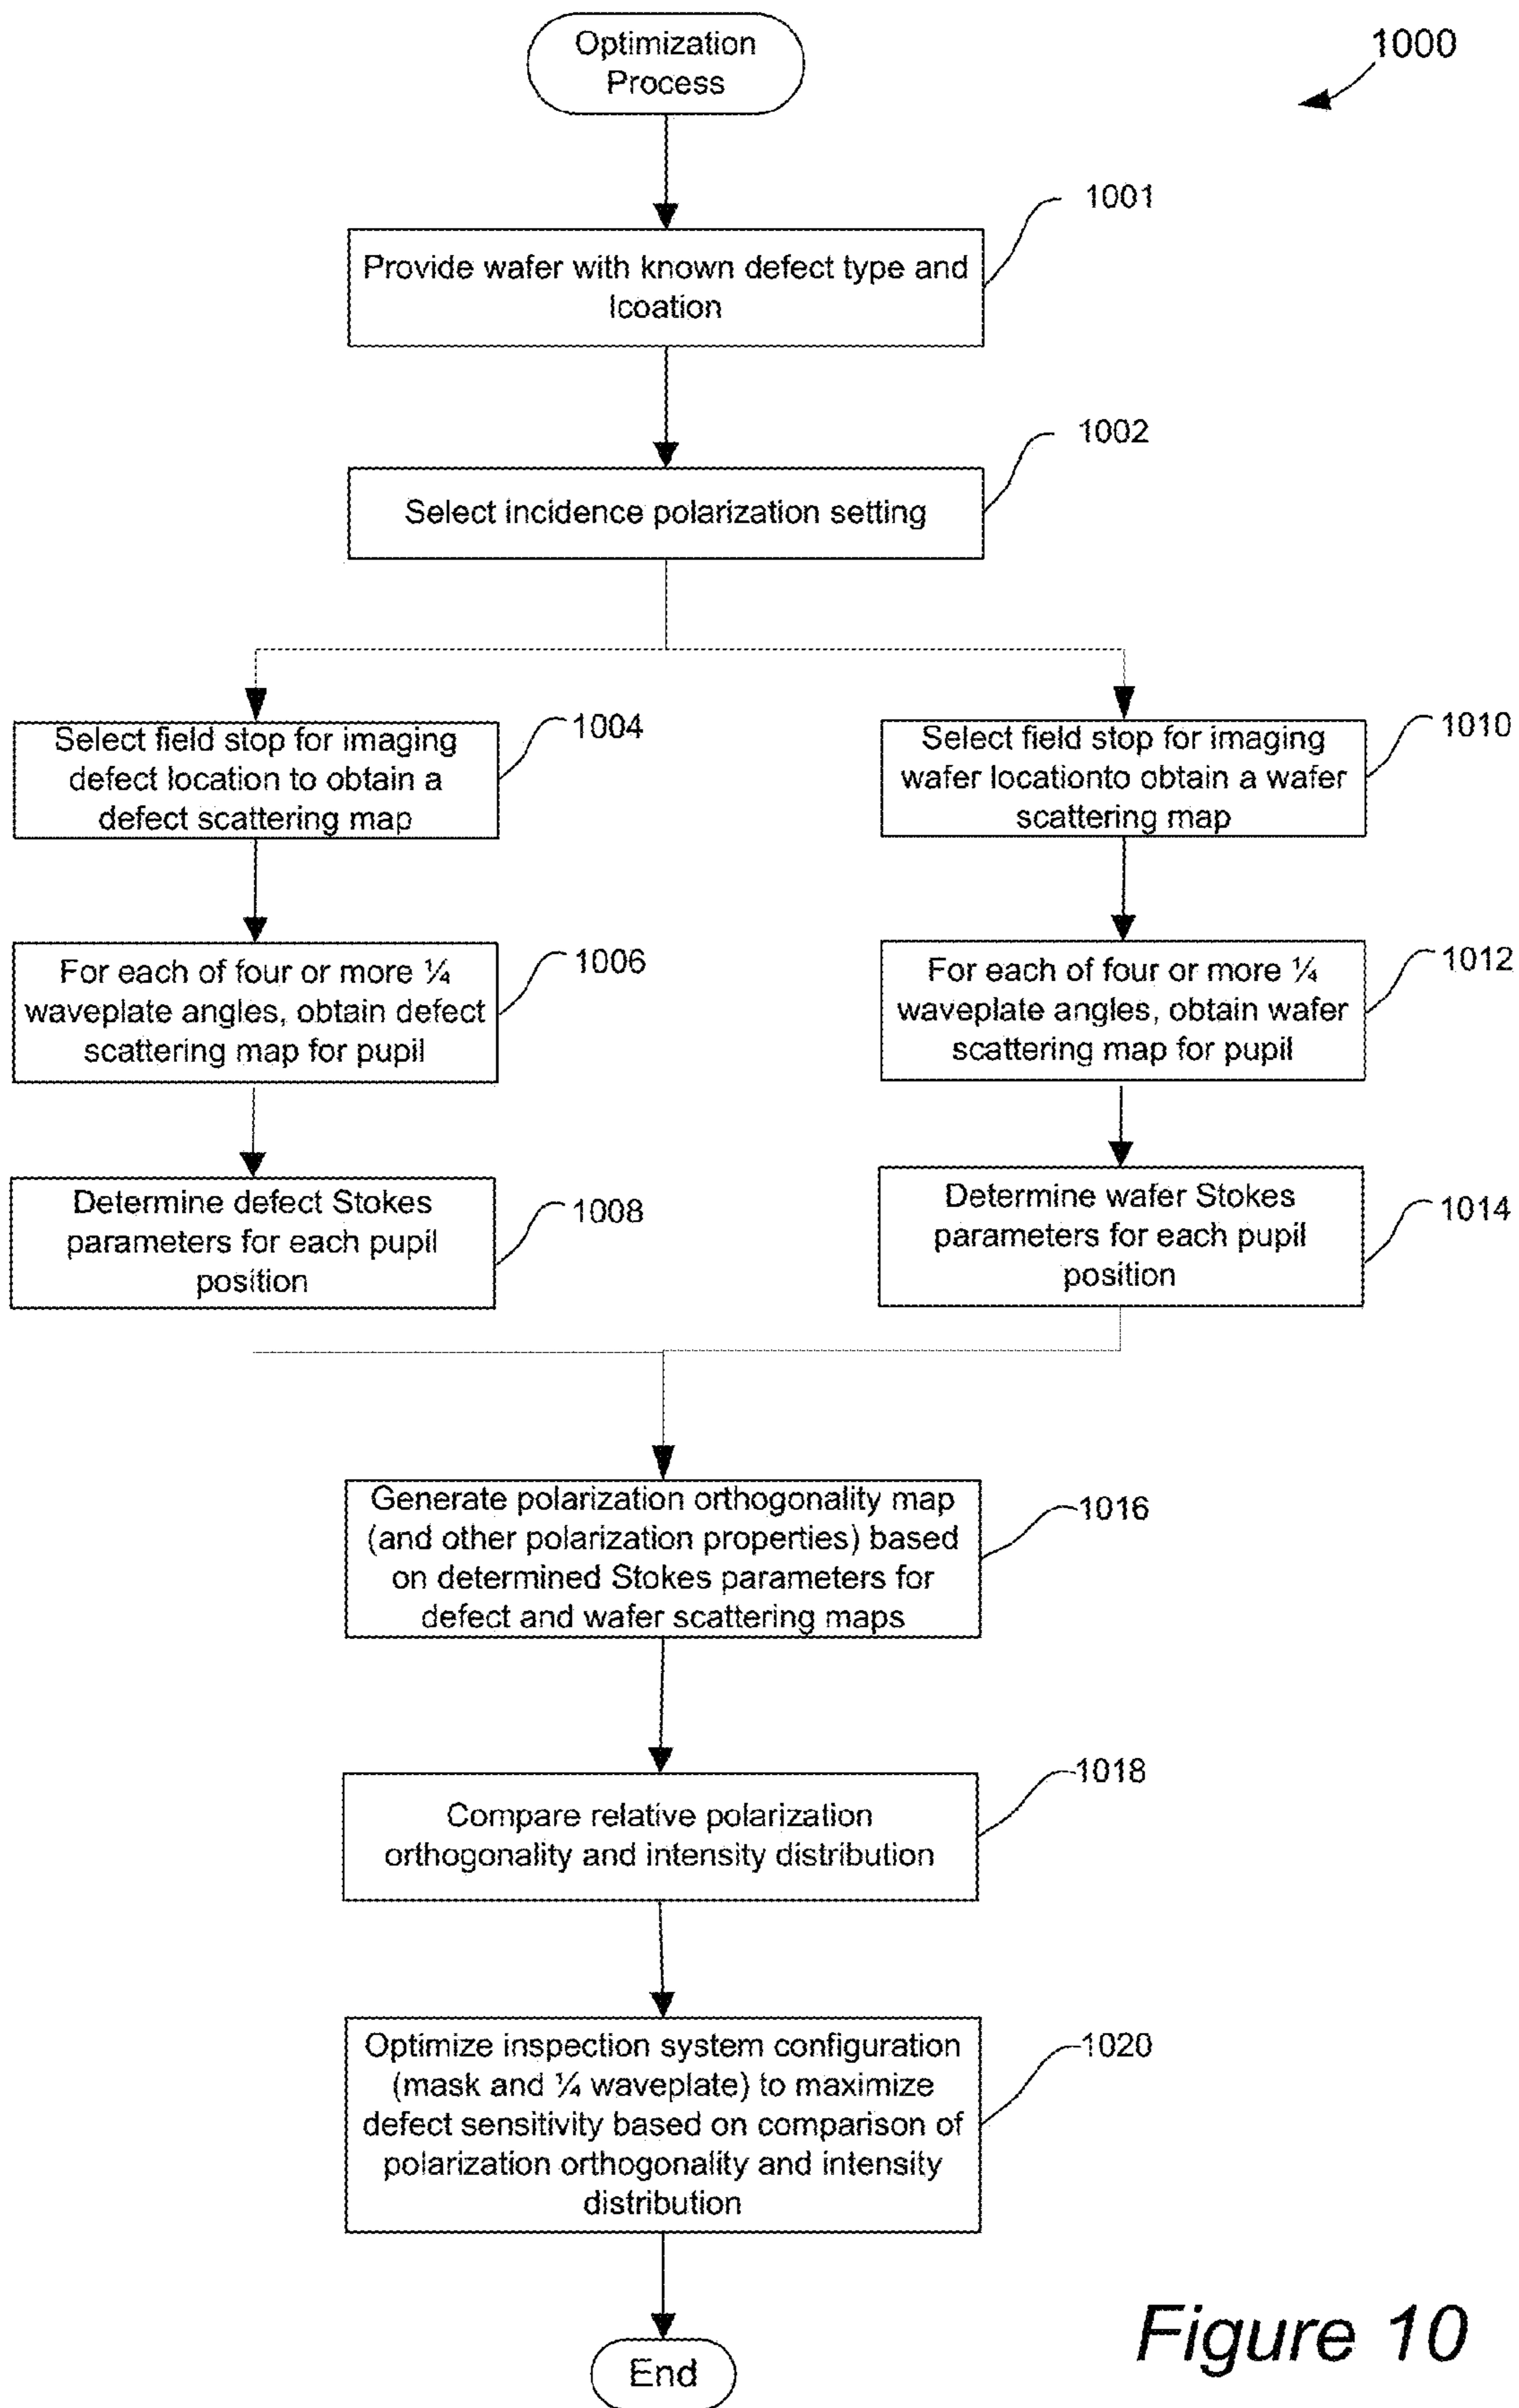 Optimization
Process
1000
1001
Provide wafer with known defect type and
lcoation
1002
Select incidence polarization setting
Select field stop for imaging
defect location to obtain a
defect scattering map
1004
Select field stop for imaging
wafer locationto obtain a wafer
scattering map
1010
For each of four or more ¼
waveplate angles, obtain defect
scattering map for pupil
1006
For each of four or more ¼
waveplate angles, obtain wafer
scattering map for pupil
1012
Determine defect Stokes
parameters for each pupil
position
1008
Determine wafer Stokes
parameters for each pupil
position
1014
Generate polarization orthogonality map
(and other polarization properties) based
on determined Stokes parameters for
defect and wafer scattering maps
1016
Compare relative polarization
orthogonality and intensity distribution
1018
Optimize inspection system configuration
(mask and ¼ waveplate) to maximize
defect sensitivity based on comparison of
polarization orthogonality and intensity
distribution
1020
End
Figure 10